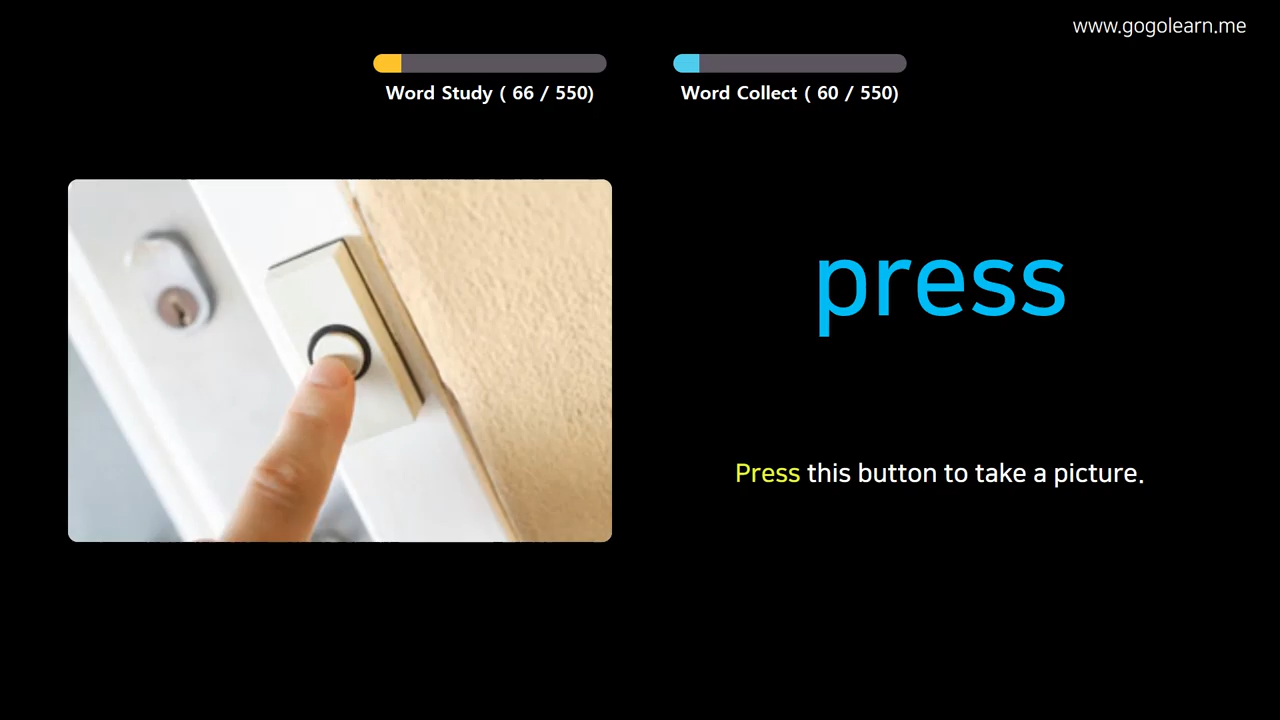 www.gogolearn.me
Word Study ( 66 / 550)
Word Collect ( 60 / 550)
press
Press this button to take a picture.